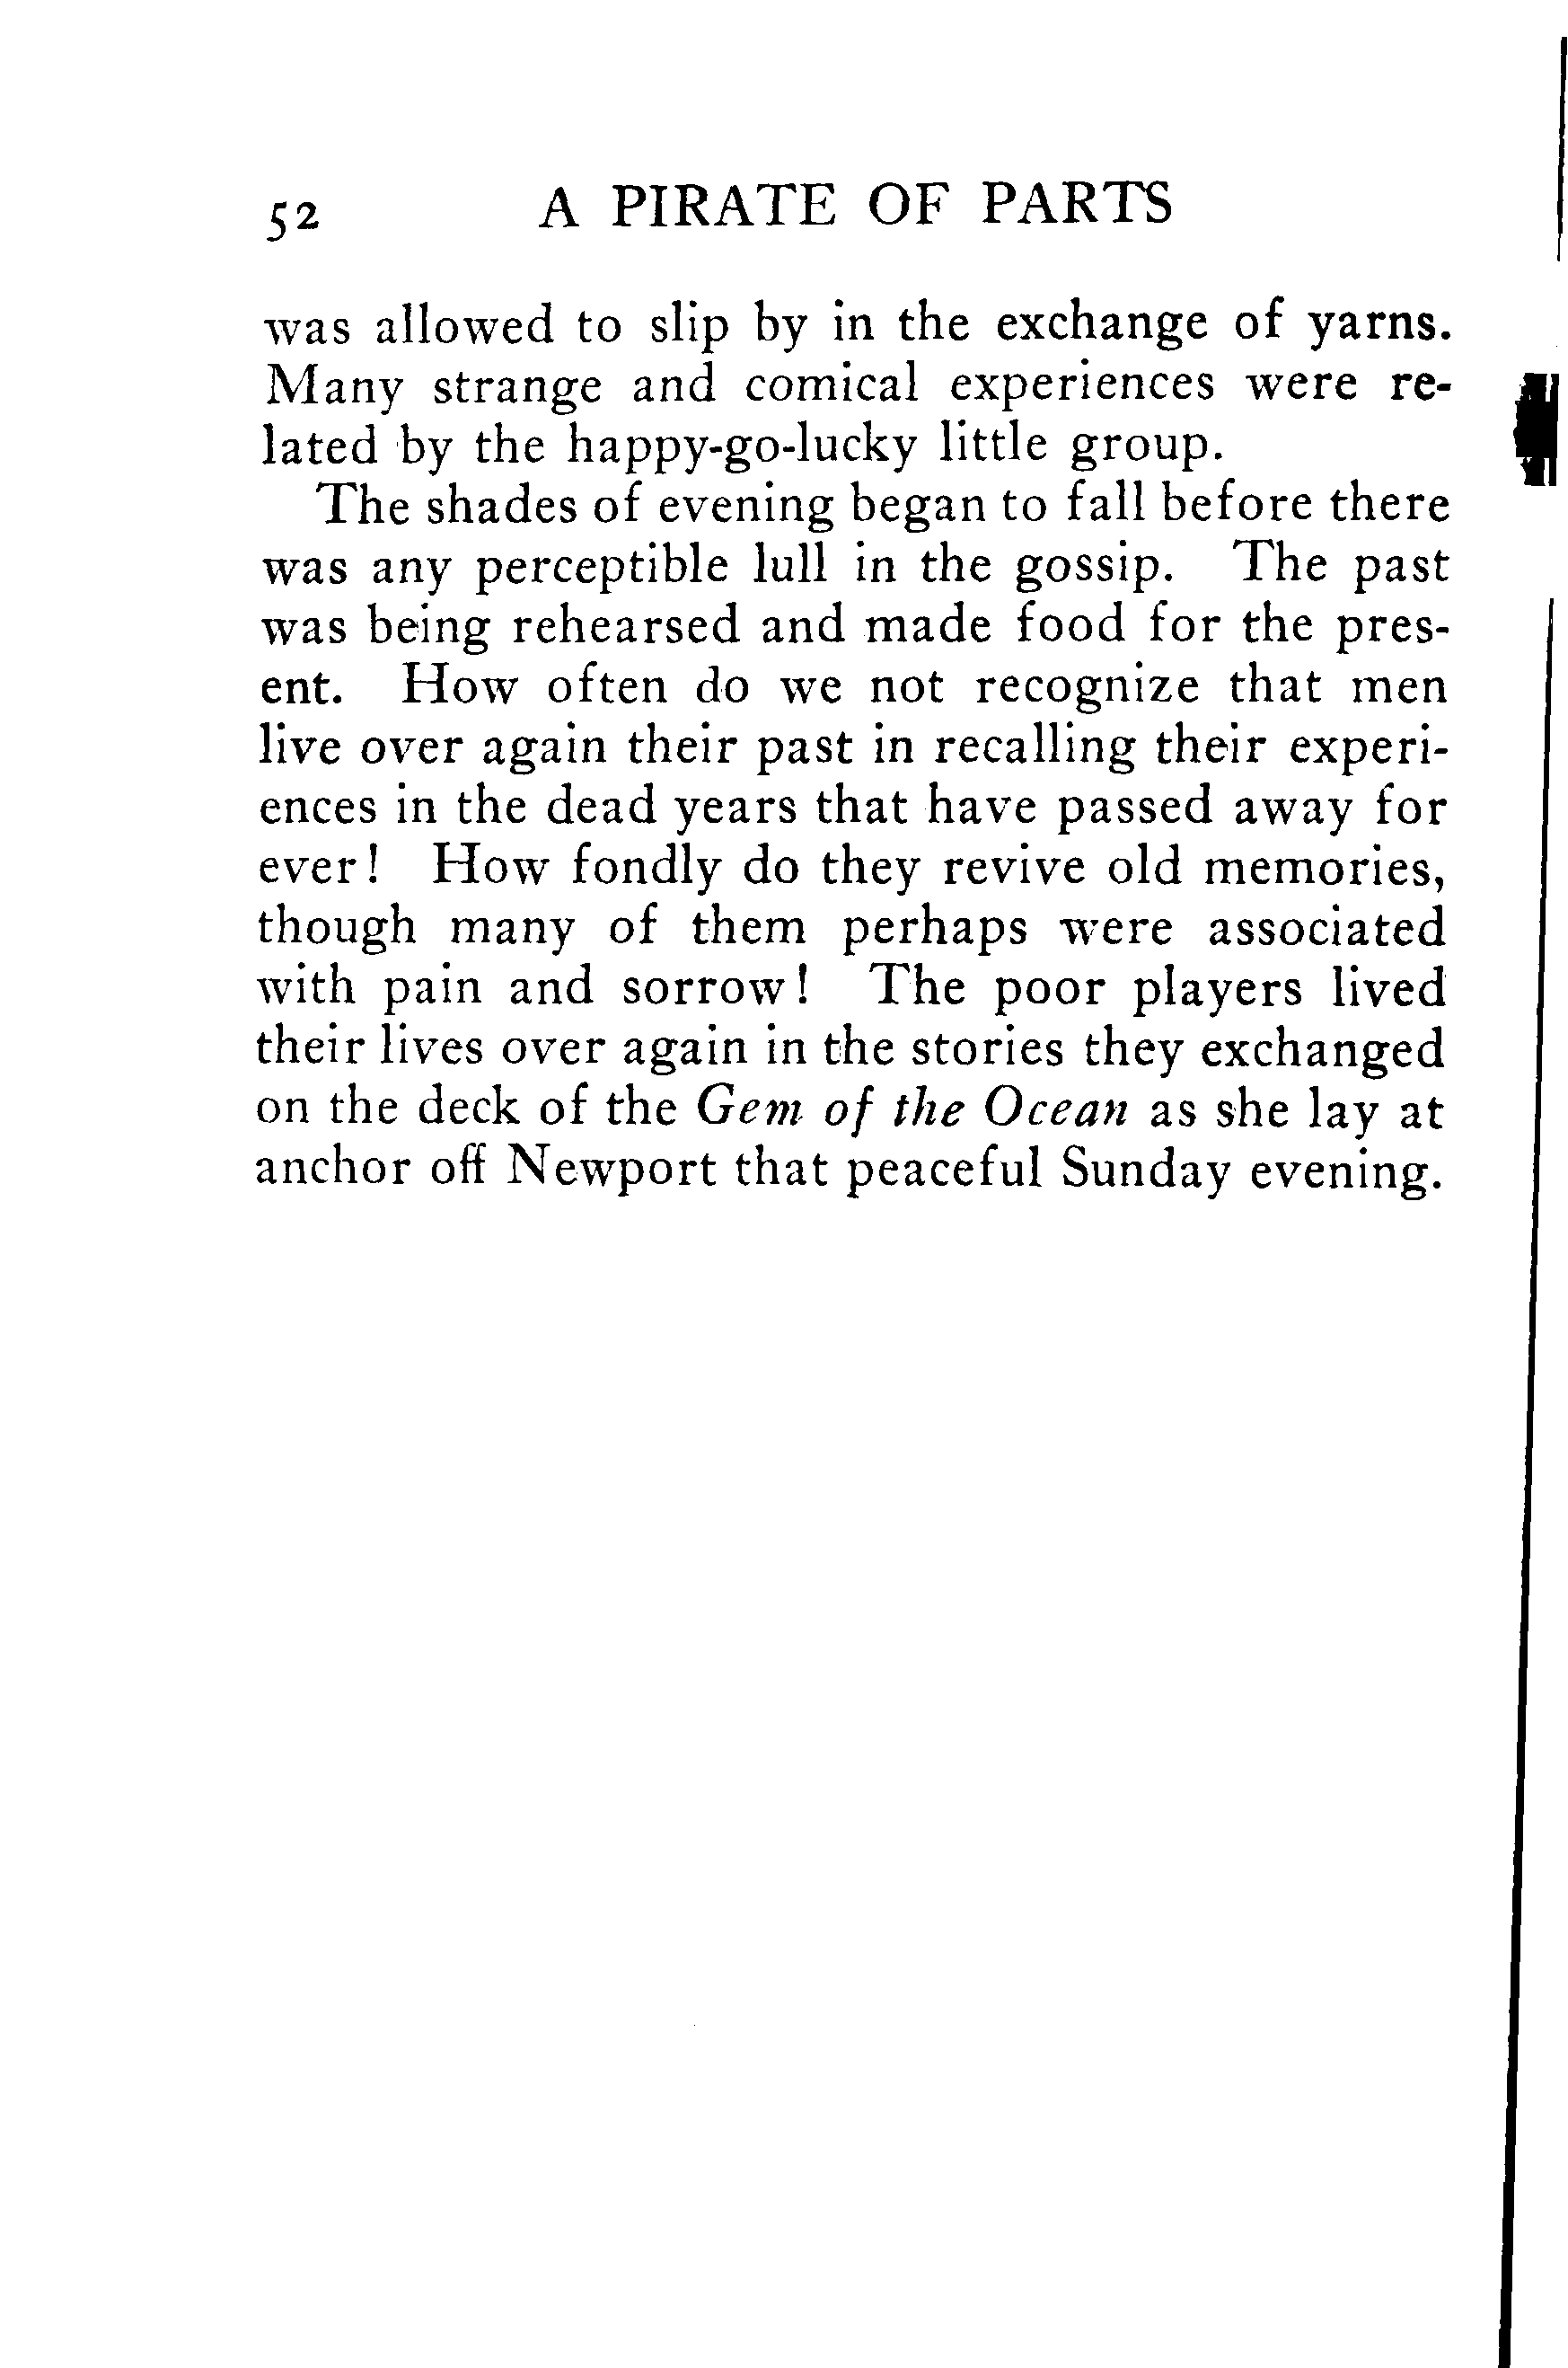 52 A PIRATE OF PARTS
was allowed to slip by in the exchange of yarns.
Many strange and comical experiences were re-
lated by the happy-go-lucky little group.
The shades of evening began to fall before there
was any perceptible lull in the gossip. The past
was being rehearsed and made food for the pres-
ent. How often do we not recognize that men
live over again their past in recalling their experi-
ences in the dead years that have passed away for
ever! How fondly do they revive old memories,
though many of them perhaps were associated
with pain and sorrow! The poor players lived
their lives over again in the stories they exchanged
on the deck of the Gem of the Ocean as she lay at
anchor off Newport that peaceful Sunday evening.